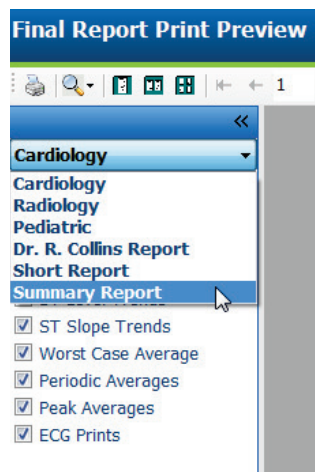 Final Report Print Preview
1
«
Cardiology
Cardiology
Radiology
Pediatric
Dr. R. Collins Report
Short Report
Summary Report
ST Slope Trends
Worst Case Average
Periodic Averages
Peak Averages
ECG Prints